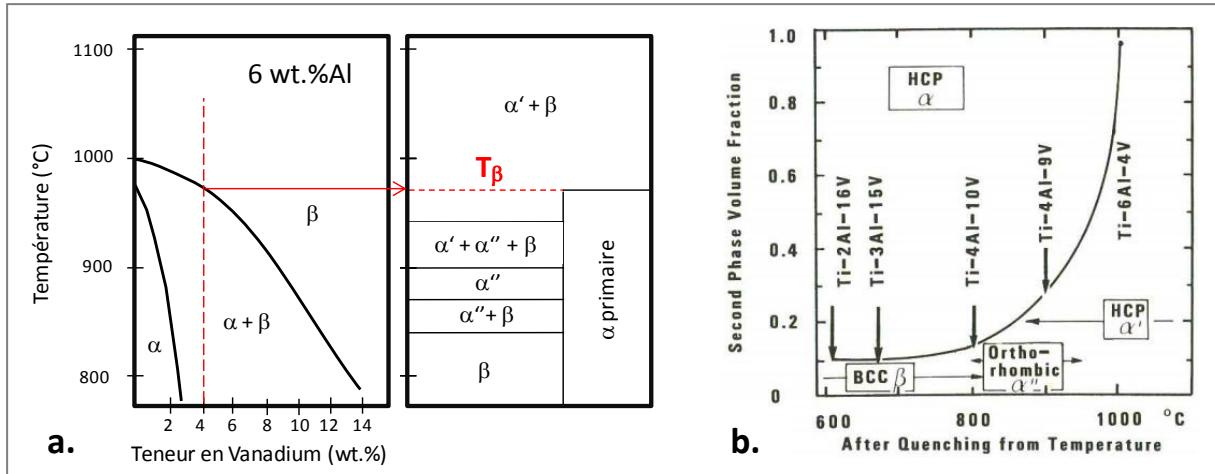 1100
1000
900
800
Température (°C)
6 wt.%Al
β
α
α + β
2 4 6 8 10 12 14
Teneur en Vanadium (wt.%)
a.
α‘ + β
Tβ
α‘ + α‘’ + β
α‘’
α‘’+ β
β
α primaire
1.0
0.8
0.6
0.4
0.2
0
Second Phase Volume Fraction
HCP
α
Ti-2Al-16V
Ti-3Al-15V
Ti-4Al-10V
Ti-4Al-9V
Ti-6Al-4V
HCP
α'
BCC β
Ortho-
rhombic
α"
600 800 1000 °C
After Quenching from Temperature
b.